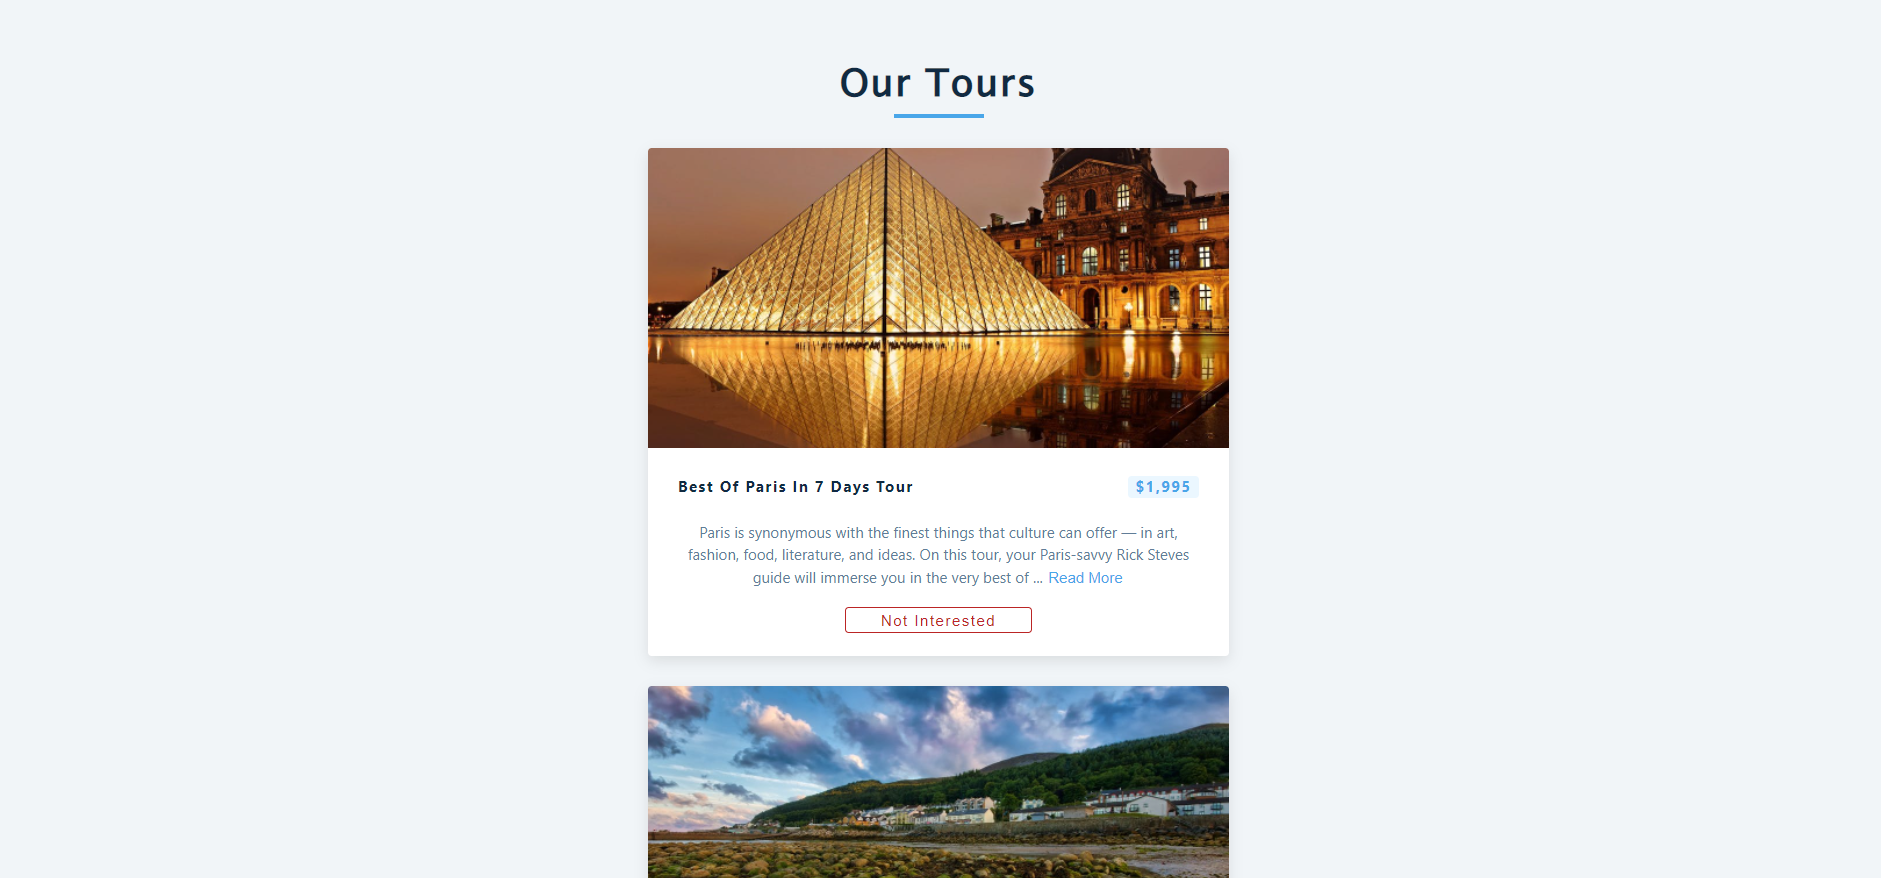 Our Tours
Best Of Paris In 7 Days Tour
$1,995
Paris is synonymous with the finest things that culture can offer — in art,
fashion, food, literature, and ideas. On this tour, your Paris-savvy Rick Steves
guide will immerse you in the very best of ... Read More
Not Interested